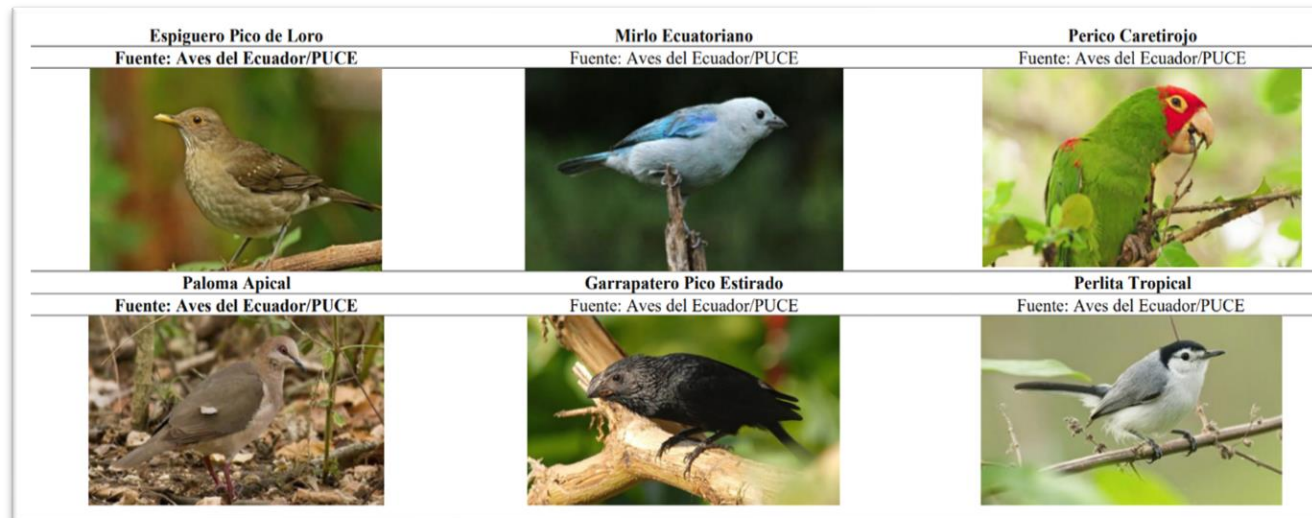 Espiguero Pico de Loro
Mirlo Ecuatoriano
Perico Caretirojo
Fuente: Aves del Ecuador/PUCE
Fuente: Aves del Ecuador/PUCE
Fuente: Aves del Ecuador/PUCE
Paloma Apical
Garrapatero Pico Estirado
Perlita Tropical
Fuente: Aves del Ecuador/PUCE
Fuente: Aves del Ecuador/PUCE
Fuente: Aves del Ecuador/PUCE